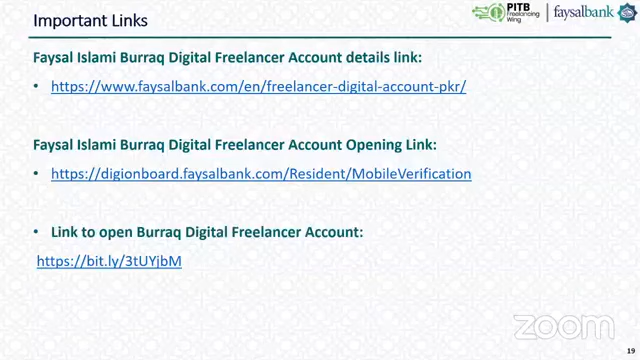 Important Links
PITB
Freelancing
Wing
faysalbank
Faysal Islami Burraq Digital Freelancer Account details link:
• https://www.faysalbank.com/en/freelancer-digital-account-pkr/
Faysal Islami Burraq Digital Freelancer Account Opening Link:
• https://digionboard.faysalbank.com/Resident/MobileVerification
• Link to open Burraq Digital Freelancer Account:
https://bit.ly/3tUYjbM
zoom
19